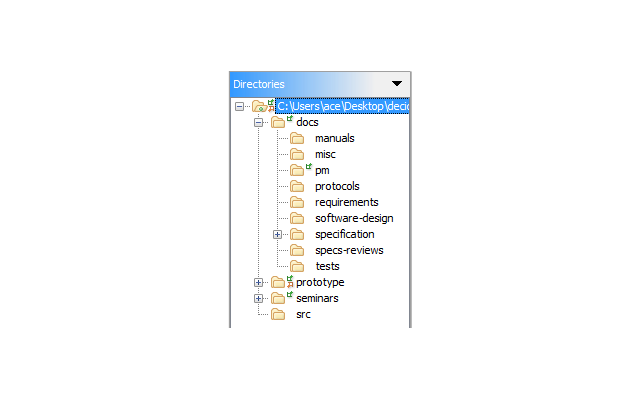 Directories
C:\Users\ace\Desktop\decid
docs
manuals
misc
pm
protocols
requirements
software-design
specification
specs-reviews
tests
prototype
seminars
src